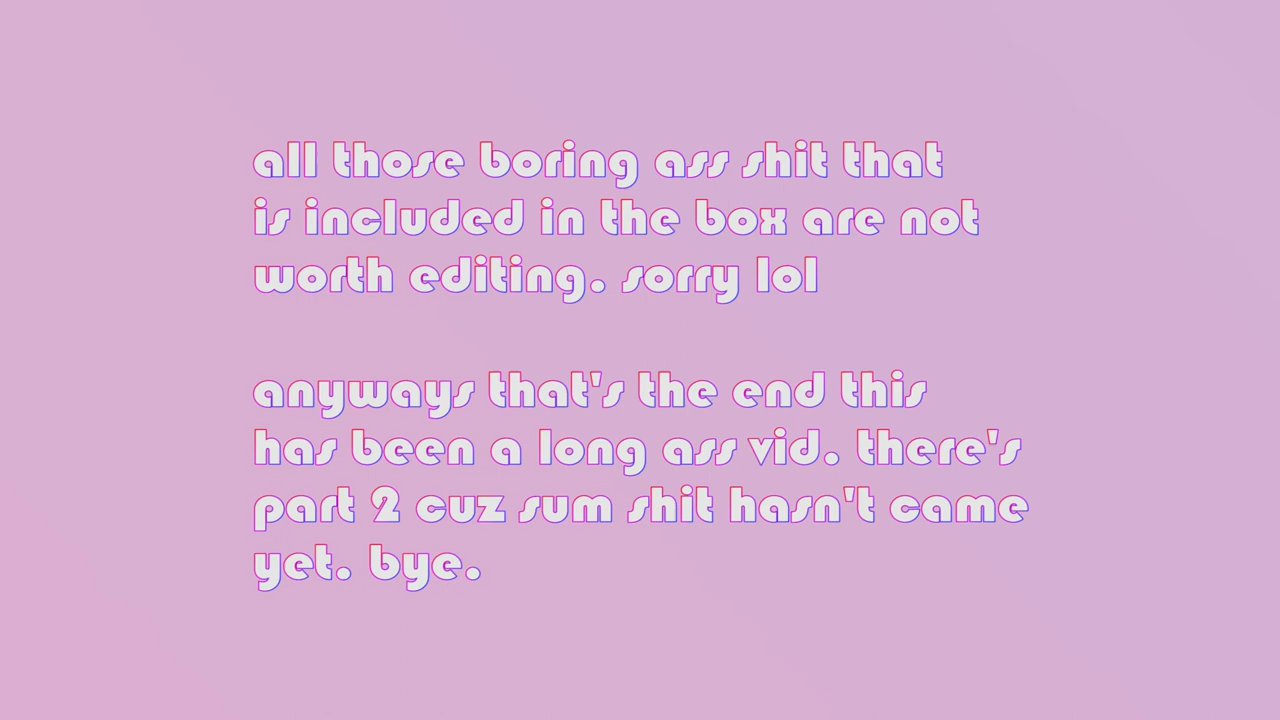 all those boring ass shit that
is included in the box are not
worth editing. sorry lol
anyways that's the end this
has been a long ass vid. there's
part 2 cuz sum shit hasn't came
yet. bye.